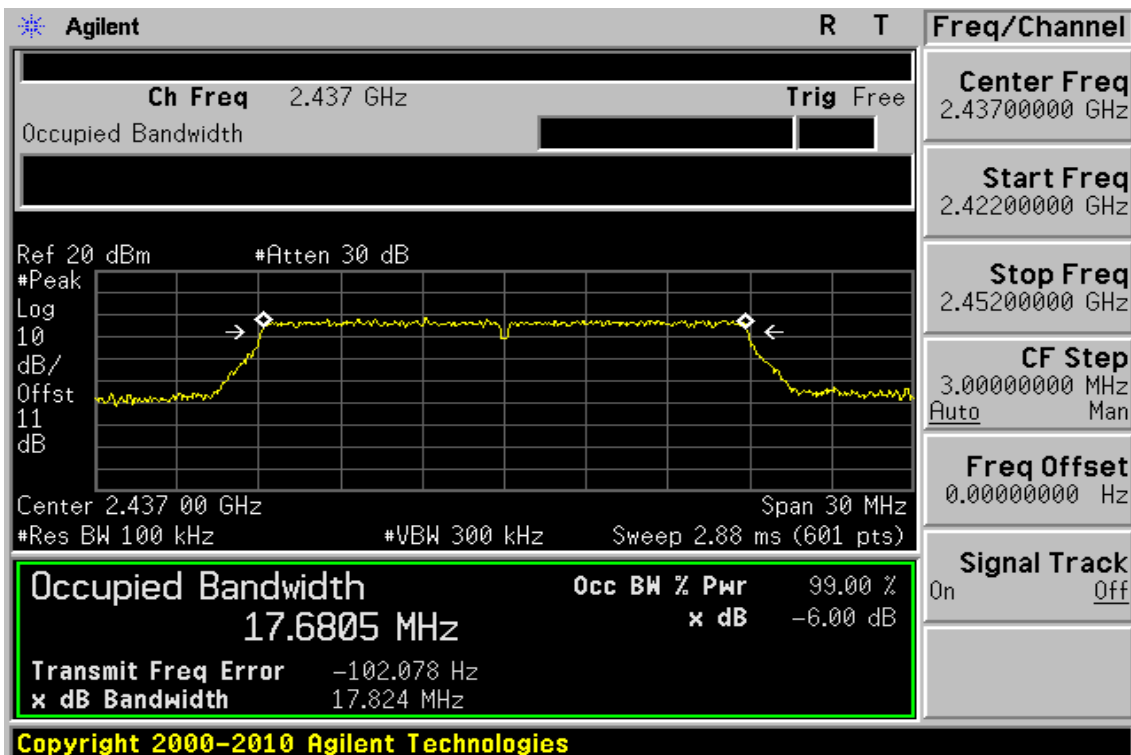 Agilent R T
Ch Freq 2.437 GHz Trig Free
Occupied Bandwidth
Ref 20 dBm #Atten 30 dB
#Peak
Log
10
dB/
Offst
11
dB
Center 2.437 00 GHz Span 30 MHz
#Res BW 100 kHz #VBW 300 kHz Sweep 2.88 ms (601 pts)
Occupied Bandwidth Occ BW % Pwr 99.00 %
17.6805 MHz x dB -6.00 dB
Transmit Freq Error -102.078 Hz
x dB Bandwidth 17.824 MHz
Copyright 2000-2010 Agilent Technologies
Freq/Channel
Center Freq
2.43700000 GHz
Start Freq
2.42200000 GHz
Stop Freq
2.45200000 GHz
CF Step
3.00000000 MHz
Auto Man
Freq Offset
0.00000000 Hz
Signal Track
On Off